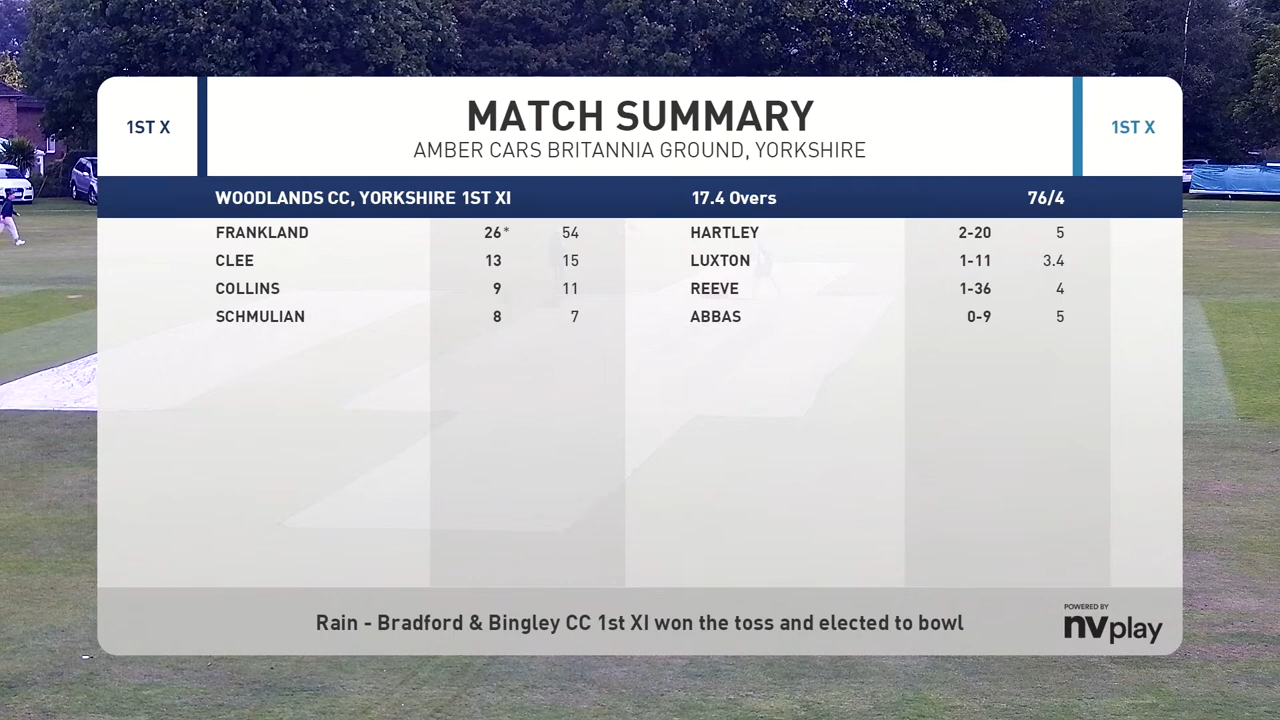 1ST X
MATCH SUMMARY
AMBER CARS BRITANNIA GROUND, YORKSHIRE
1ST X
WOODLANDS CC, YORKSHIRE 1ST XI 17.4 Overs 76/4
FRANKLAND 26* 54 HARTLEY 2-20 5
CLEE 13 15 LUXTON 1-11 3.4
COLLINS 9 11 REEVE 1-36 4
SCHMULIAN 8 7 ABBAS 0-9 5
Rain - Bradford & Bingley CC 1st XI won the toss and elected to bowl
POWERED BY
nvplay